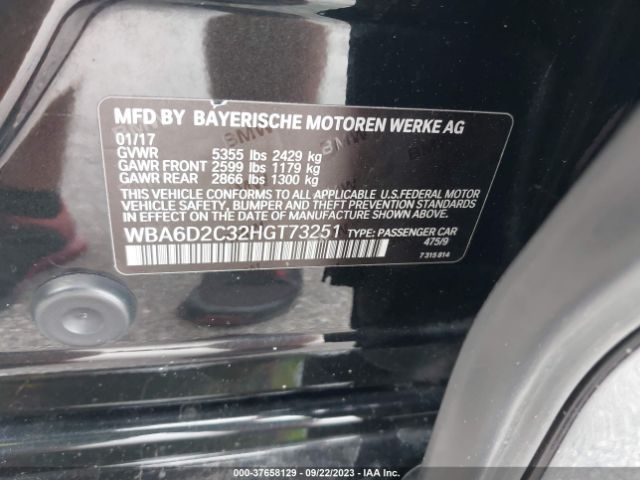 MFD BY BAYERISCHE MOTOREN WERKE AG
01/17
GVWR 5355 lbs 2429 kg
GAWR FRONT 2599 lbs 1179 kg
GAWR REAR 2866 lbs 1300 kg
THIS VEHICLE CONFORMS TO ALL APPLICABLE U.S.FEDERAL MOTOR
VEHICLE SAFETY, BUMPER AND THEFT PREVENTION STANDARDS
IN EFFECT ON THE DATE OF MANUFACTURE SHOWN ABOVE.
WBA6D2C32HGT73251 TYPE: PASSENGER CAR
475/9
7 315 814
000-37658129 - 09/22/2023 - IAA Inc.